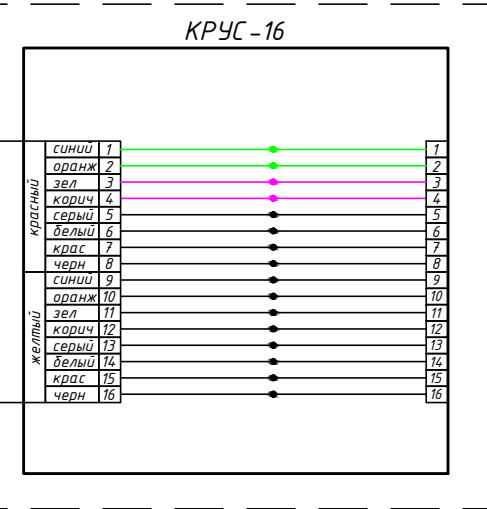 КРУС-16
красный
синий 1 1
оранж 2 2
зел 3 3
корич 4 4
серый 5 5
белый 6 6
крас 7 7
черн 8 8
желтый
синий 9 9
оранж 10 10
зел 11 11
корич 12 12
серый 13 13
белый 14 14
крас 15 15
черн 16 16